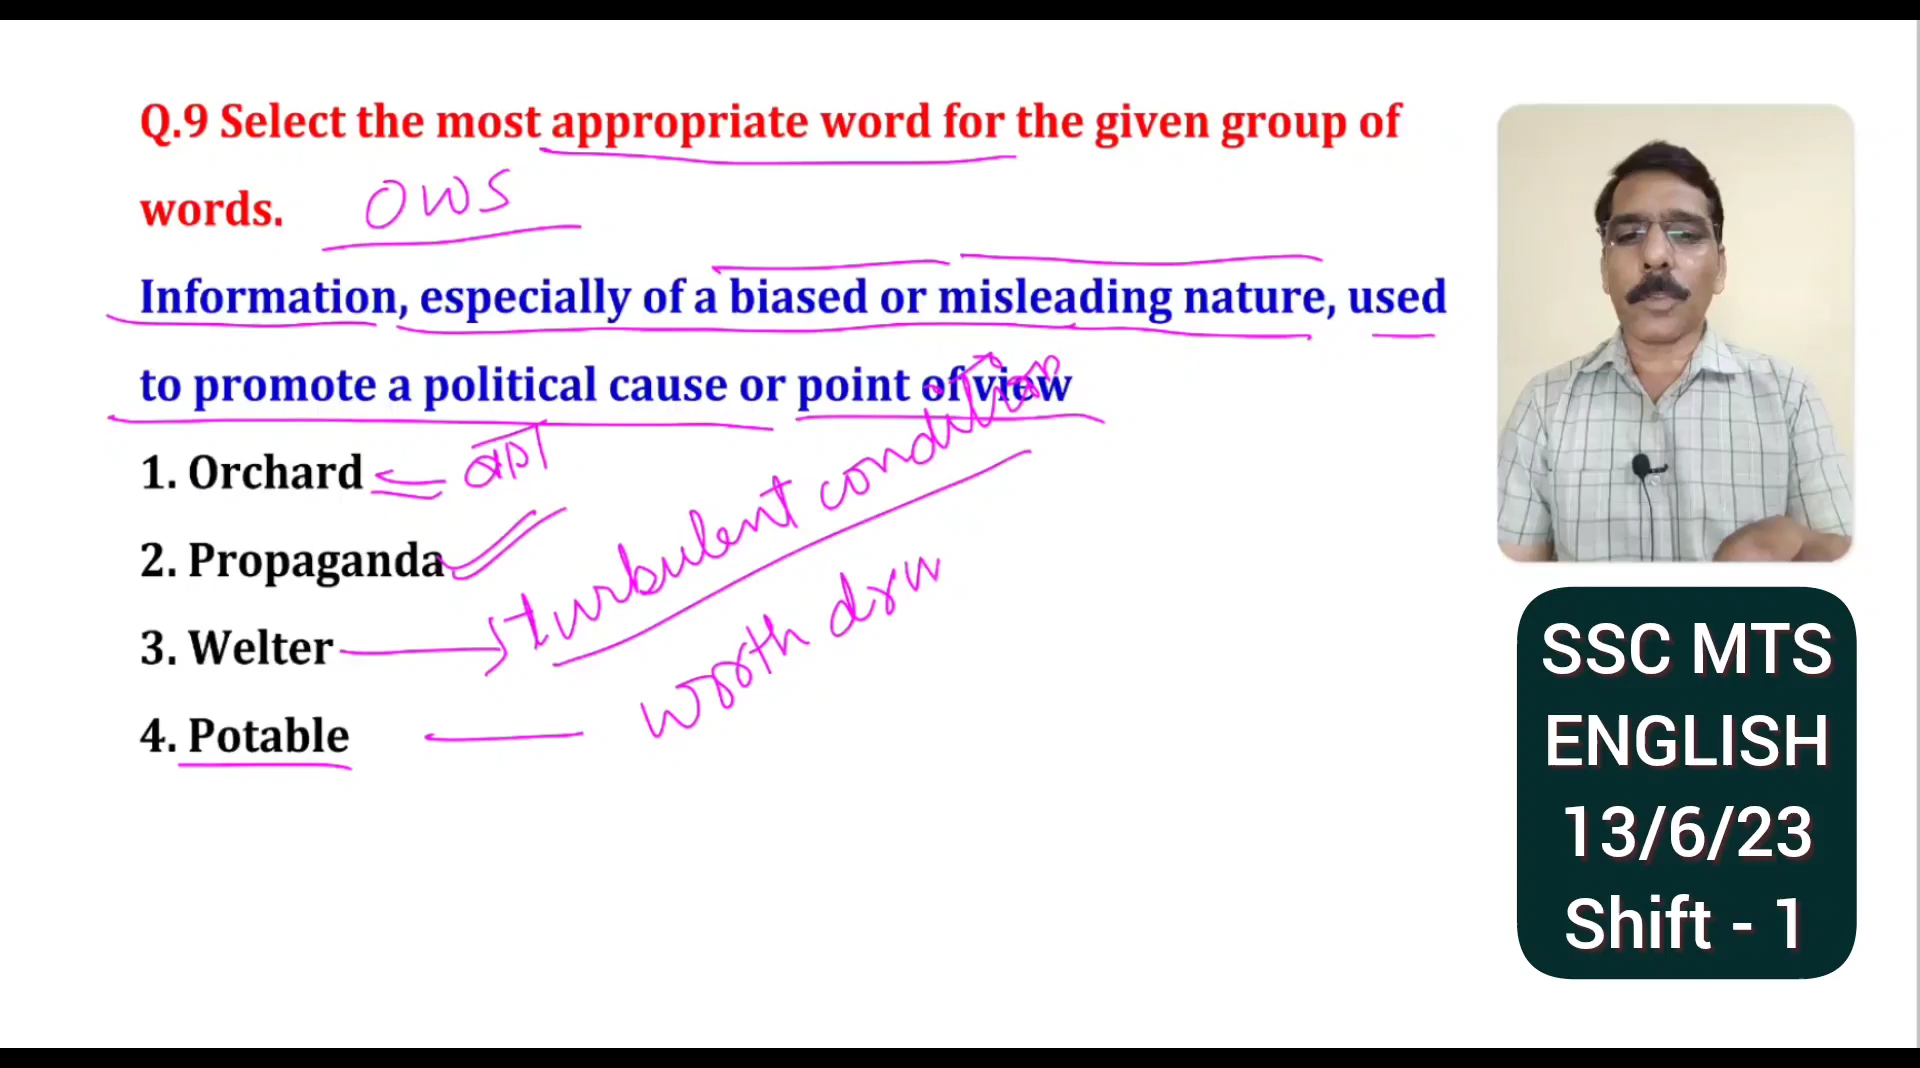 Q.9 Select the most appropriate word for the given group of
words. OWS
Information, especially of a biased or misleading nature, used
to promote a political cause or point of view
1. Orchard बाग
2. Propaganda
3. Welter turbulent condition
4. Potable worth drin
SSC MTS
ENGLISH
13/6/23
Shift - 1